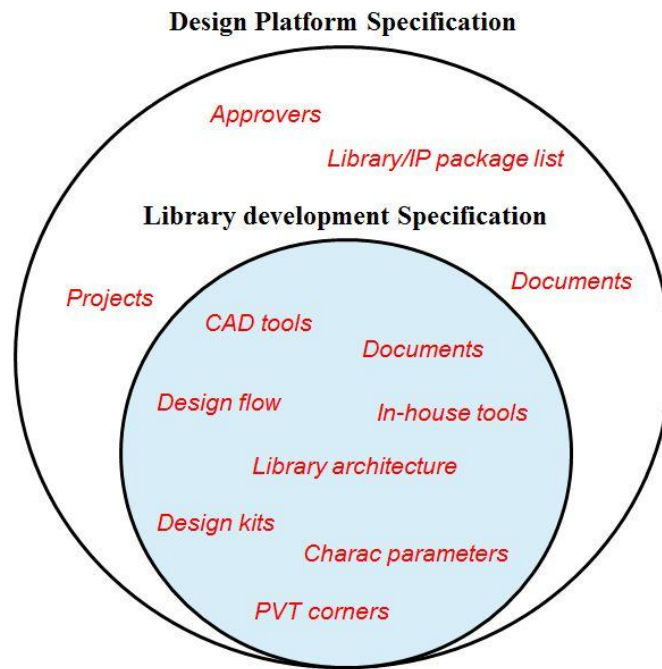 Design Platform Specification
Approvers
Library/IP package list
Library development Specification
Projects
Documents
CAD tools
Documents
Design flow
In-house tools
Library architecture
Design kits
Charac parameters
PVT corners